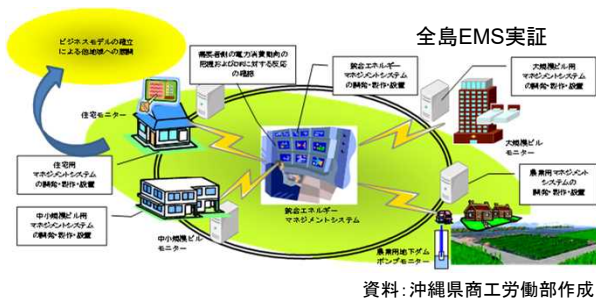 全島EMS実証
ビジネスモデルの確立
による他地域への展開
需要者側の電力消費動向の
把握およびDRに対する反応
の確認
統合エネルギー
マネジメントシステム
の開発・製作・設置
大規模ビル用
マネジメントシステム
の開発・製作・設置
住宅モニター
大規模ビル
モニター
住宅用
マネジメントシステム
の開発・製作・設置
農業用マネジメント
システムの
開発・製作・設置
中小規模ビル用
マネジメントシステム
の開発・製作・設置
中小規模ビル
モニター
統合エネルギー
マネジメントシステム
農業用地下ダム
ポンプモニター
資料：沖縄県商工労働部作成